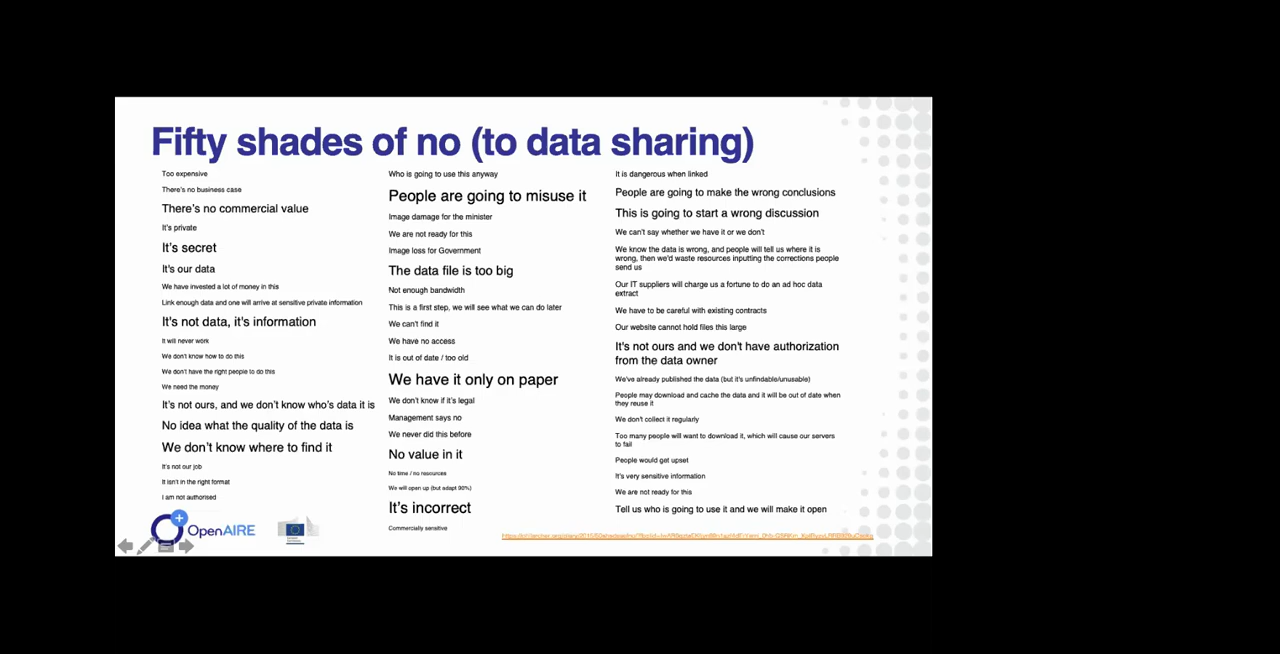 Fifty shades of no (to data sharing)
Too expensive
There's no business case
There's no commercial value
It's private
It's secret
It's our data
We have invested a lot of money in this
Link enough data and one will arrive at sensitive private information
It's not data, it's information
It will never work
We don't know how to do this
We don't have the right people to do this
We need the money
It's not ours, and we don't know who's data it is
No idea what the quality of the data is
We don't know where to find it
It's not our job
It isn't in the right format
I am not authorised
Who is going to use this anyway
People are going to misuse it
Image damage for the minister
We are not ready for this
Image loss for Government
The data file is too big
Not enough bandwidth
This is a first step, we will see what we can do later
We can't find it
We have no access
It is out of date / too old
We have it only on paper
We don't know if it's legal
Management says no
We never did this before
No value in it
No time / no resources
We will open up (but adapt 90%)
It's incorrect
Commercially sensitive
It is dangerous when linked
People are going to make the wrong conclusions
This is going to start a wrong discussion
We can't say whether we have it or we don't
We know the data is wrong, and people will tell us where it is
wrong, then we'd waste resources inputting the corrections people
send us
Our IT suppliers will charge us a fortune to do an ad hoc data
extract
We have to be careful with existing contracts
Our website cannot hold files this large
It's not ours and we don't have authorization
from the data owner
We've already published the data (but it's unfindable/unusable)
People may download and cache the data and it will be out of date when
they reuse it
We don't collect it regularly
Too many people will want to download it, which will cause our servers
to fail
People would get upset
It's very sensitive information
We are not ready for this
Tell us who is going to use it and we will make it open
OpenAIRE